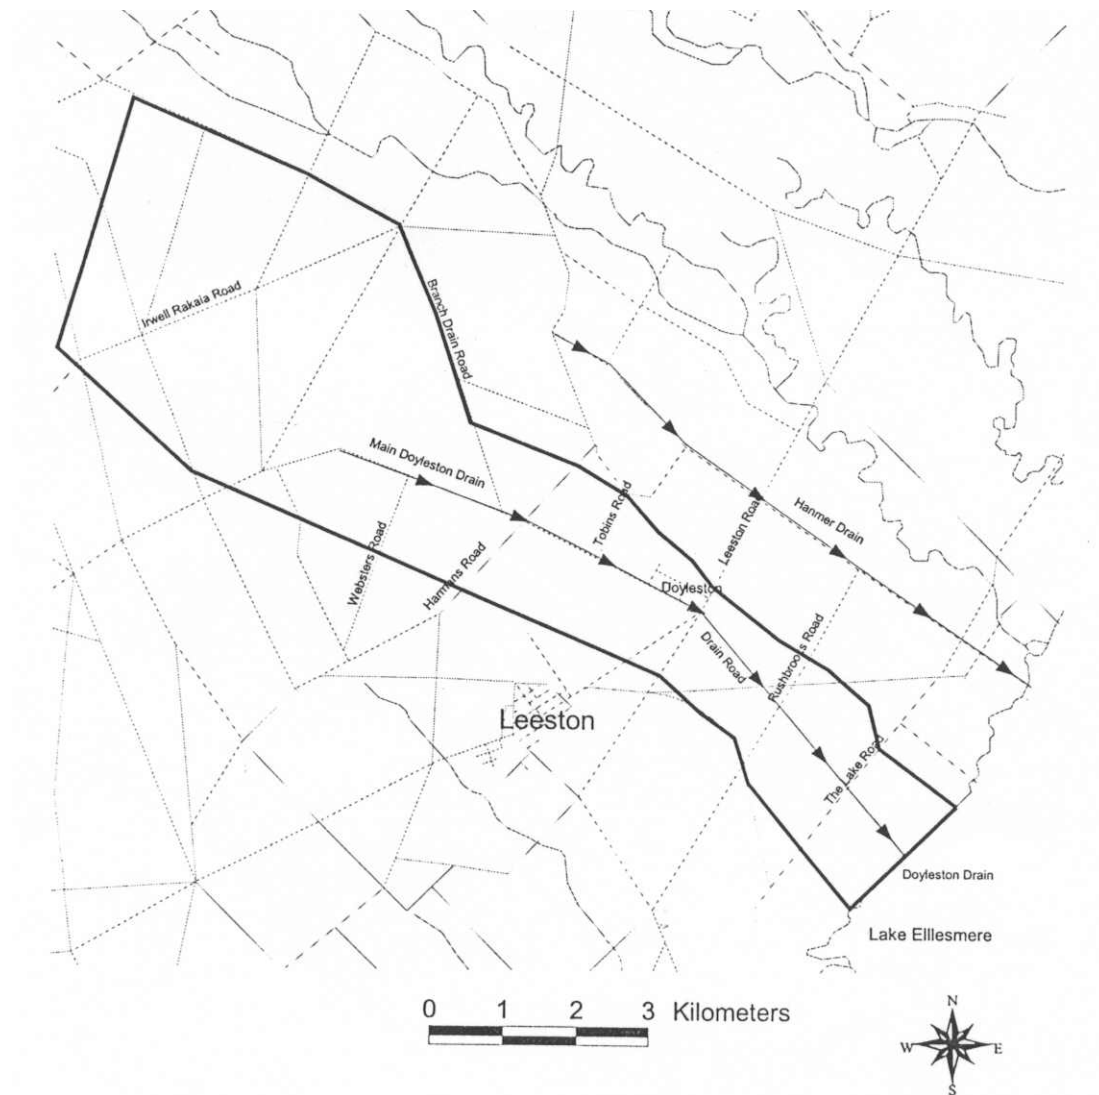 Irwell Rakaia Road
Branch Drain Road
Main Doyleston Drain
Tobins Road
Leeston Road
Hanmer Drain
Websters Road
Harmans Road
Doyleston
Drain Road
Rushbrooks Road
Leeston
The Lake Road
Doyleston Drain
Lake Elllesmere
0 1 2 3 Kilometers
N
W E
S